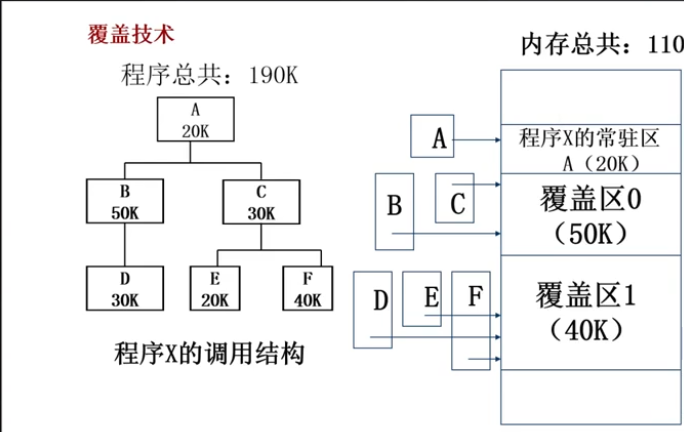 覆盖技术
程序总共：190K
A
20K
B
50K
C
30K
D
30K
E
20K
F
40K
程序X的调用结构
内存总共：110
A
程序X的常驻区
A（20K）
B
C
覆盖区0
（50K）
D
E
F
覆盖区1
（40K）